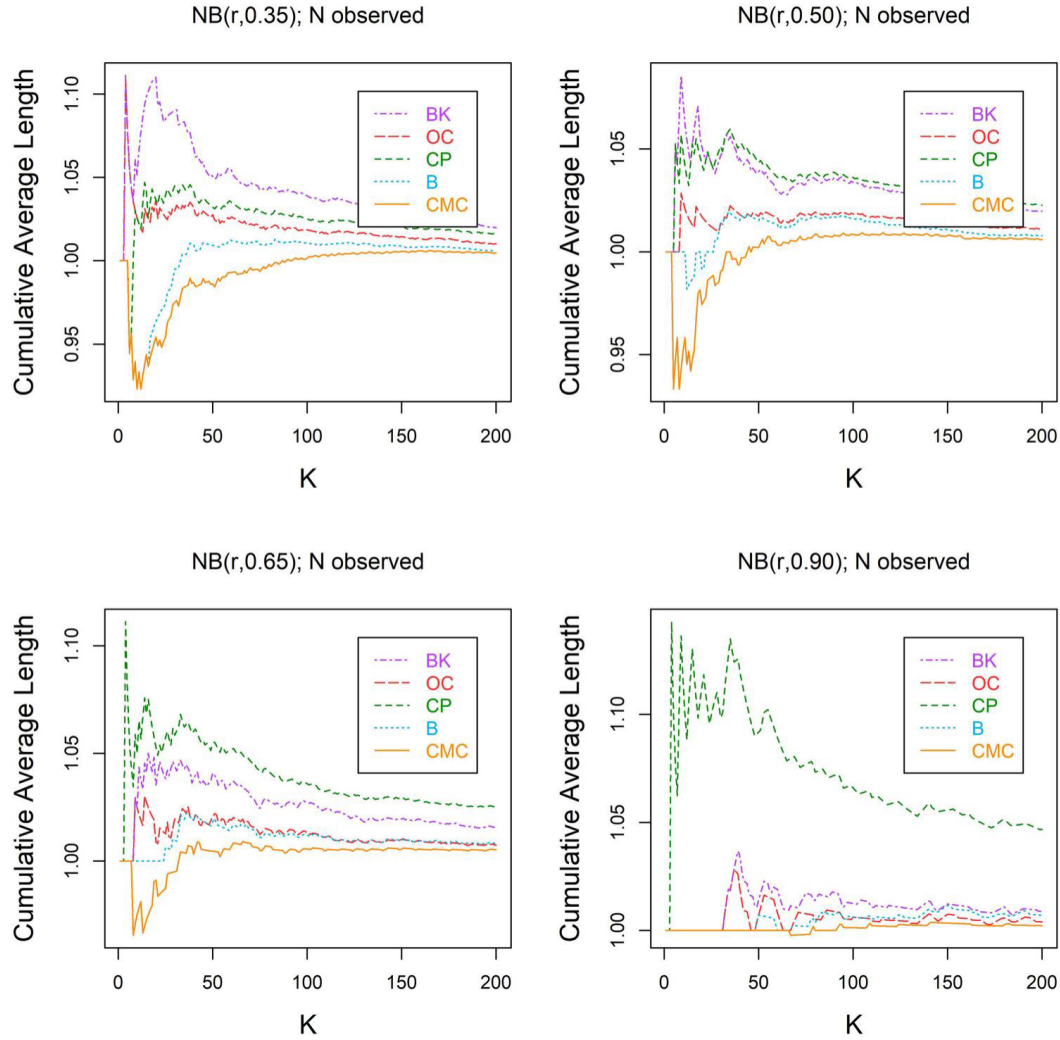 NB(r,0.35); N observed
Cumulative Average Length
0.95 1.00 1.05 1.10
BK
OC
CP
B
CMC
0 50 100 150 200
K
NB(r,0.50); N observed
Cumulative Average Length
0.95 1.00 1.05
BK
OC
CP
B
CMC
0 50 100 150 200
K
NB(r,0.65); N observed
Cumulative Average Length
1.00 1.05 1.10
BK
OC
CP
B
CMC
0 50 100 150 200
K
NB(r,0.90); N observed
Cumulative Average Length
1.00 1.05 1.10
BK
OC
CP
B
CMC
0 50 100 150 200
K